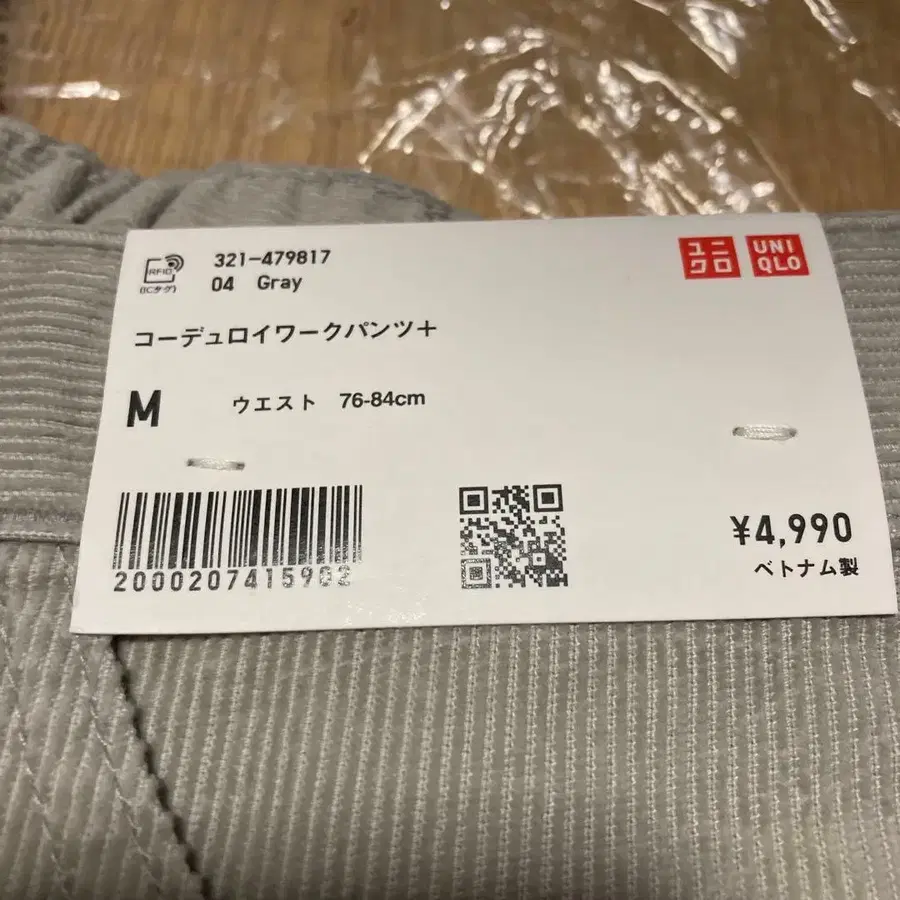 RFID
(ICタグ)
321-479817
04 Gray
ユニ
クロ
UNI
QLO
コーデュロイワークパンツ+
M ウエスト 76-84cm
2000207415902
¥4,990
ベトナム製